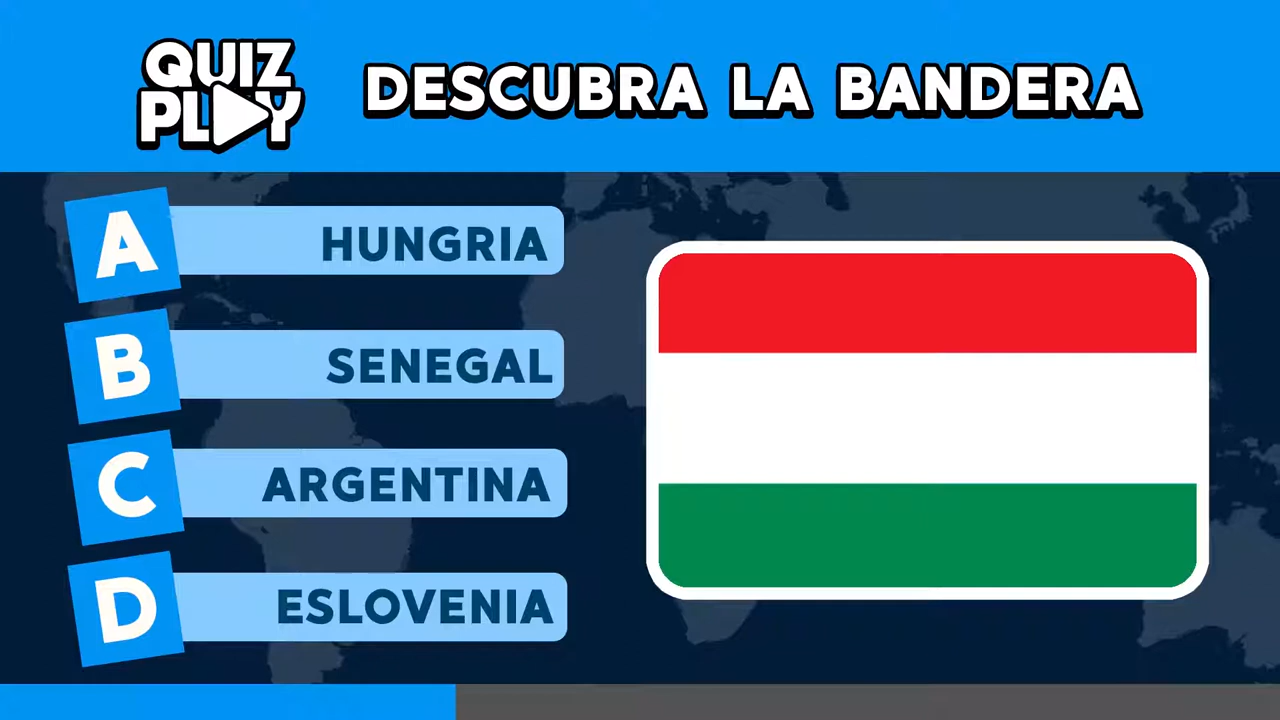 QUIZ
PLAY
DESCUBRA LA BANDERA
A
HUNGRIA
B
SENEGAL
C
ARGENTINA
D
ESLOVENIA